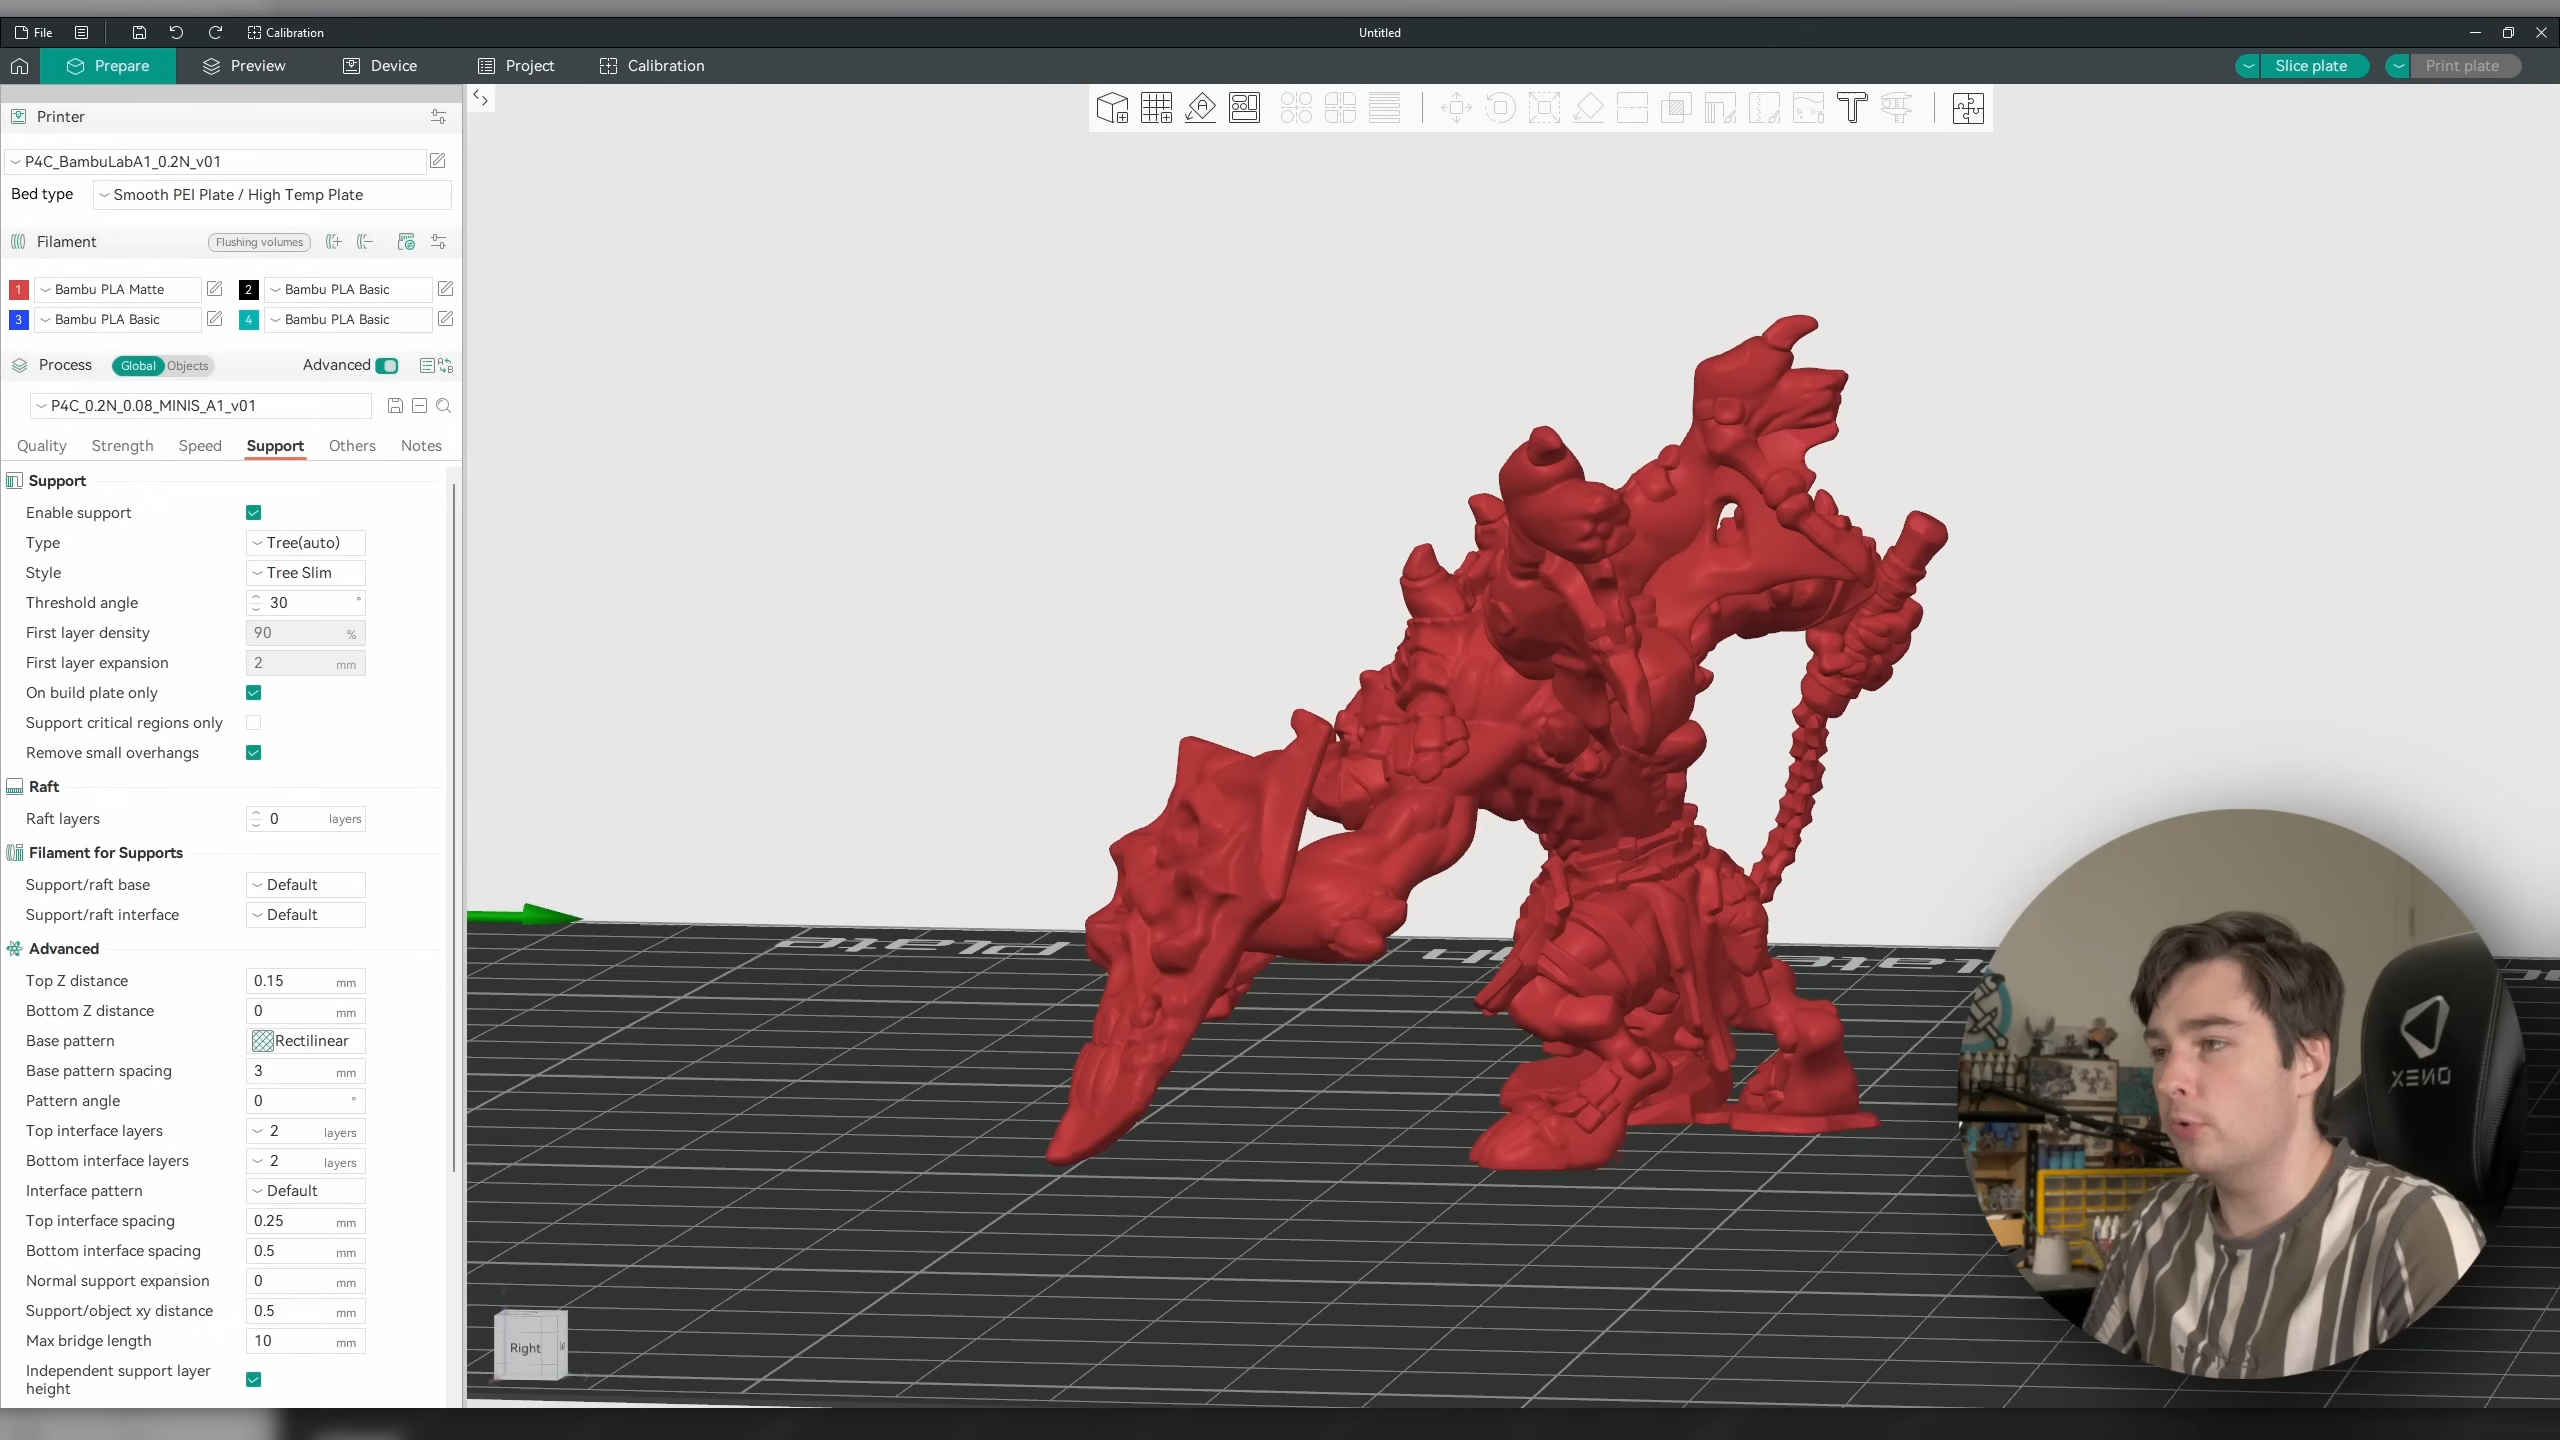 File
Calibration
Untitled
Prepare
Preview
Device
Project
Calibration
Slice plate
Print plate
Printer
P4C_BambuLabA1_0.2N_v01
Bed type
Smooth PEI Plate / High Temp Plate
Filament
Flushing volumes
1 Bambu PLA Matte
2 Bambu PLA Basic
3 Bambu PLA Basic
4 Bambu PLA Basic
Process
Global Objects
Advanced
P4C_0.2N_0.08_MINIS_A1_v01
Quality Strength Speed Support Others Notes
Support
Enable support
Type Tree(auto)
Style Tree Slim
Threshold angle 30 °
First layer density 90 %
First layer expansion 2 mm
On build plate only
Support critical regions only
Remove small overhangs
Raft
Raft layers 0 layers
Filament for Supports
Support/raft base Default
Support/raft interface Default
Advanced
Top Z distance 0.15 mm
Bottom Z distance 0 mm
Base pattern Rectilinear
Base pattern spacing 3 mm
Pattern angle 0 °
Top interface layers 2 layers
Bottom interface layers 2 layers
Interface pattern Default
Top interface spacing 0.25 mm
Bottom interface spacing 0.5 mm
Normal support expansion 0 mm
Support/object xy distance 0.5 mm
Max bridge length 10 mm
Independent support layer
height
Right
XENO